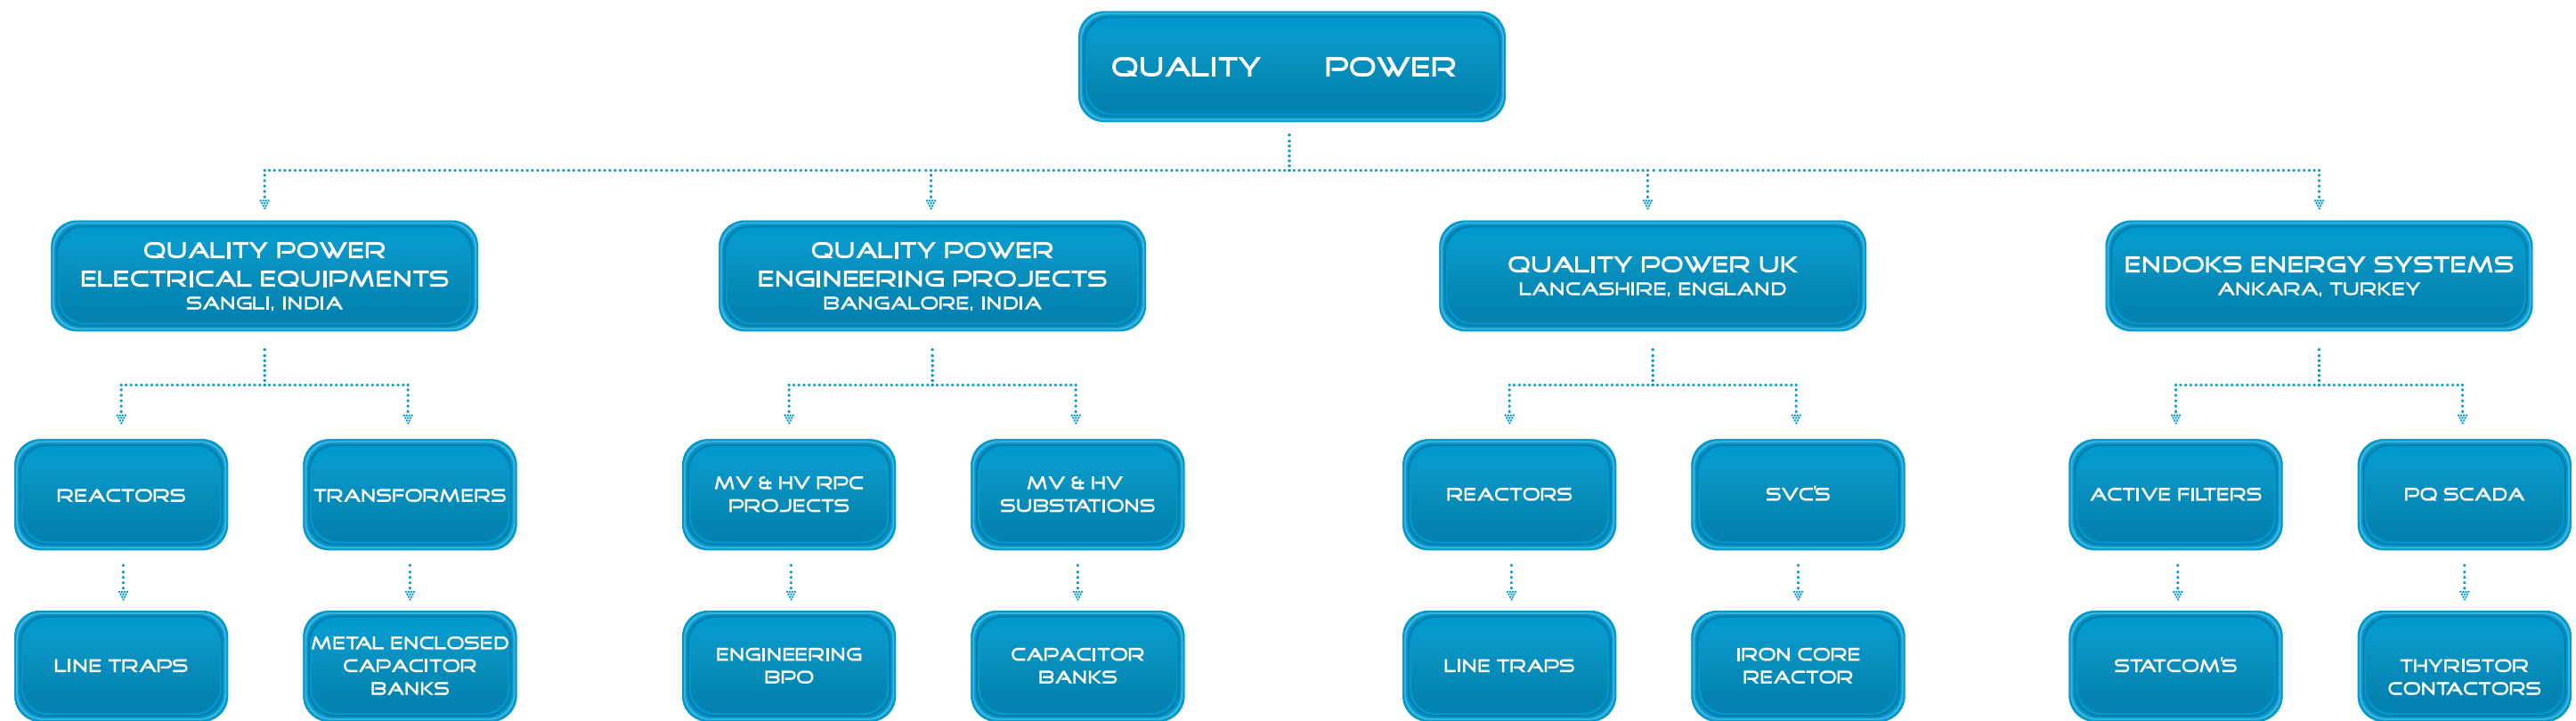 QUALITY POWER
QUALITY POWER
ELECTRICAL EQUIPMENTS
SANGLI, INDIA
QUALITY POWER
ENGINEERING PROJECTS
BANGALORE, INDIA
QUALITY POWER UK
LANCASHIRE, ENGLAND
ENDOKS ENERGY SYSTEMS
ANKARA, TURKEY
REACTORS
TRANSFORMERS
MV & HV RPC
PROJECTS
MV & HV
SUBSTATIONS
REACTORS
SVC'S
ACTIVE FILTERS
PQ SCADA
LINE TRAPS
METAL ENCLOSED
CAPACITOR
BANKS
ENGINEERING
BPO
CAPACITOR
BANKS
LINE TRAPS
IRON CORE
REACTOR
STATCOM'S
THYRISTOR
CONTACTORS